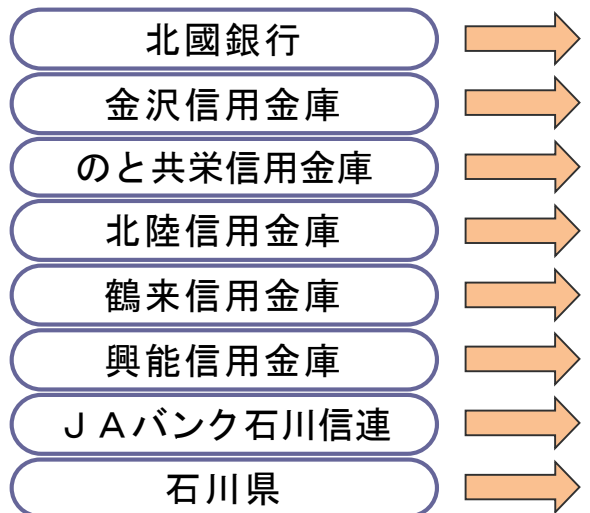 北國銀行
金沢信用金庫
のと共栄信用金庫
北陸信用金庫
鶴来信用金庫
興能信用金庫
ＪＡバンク石川信連
石川県